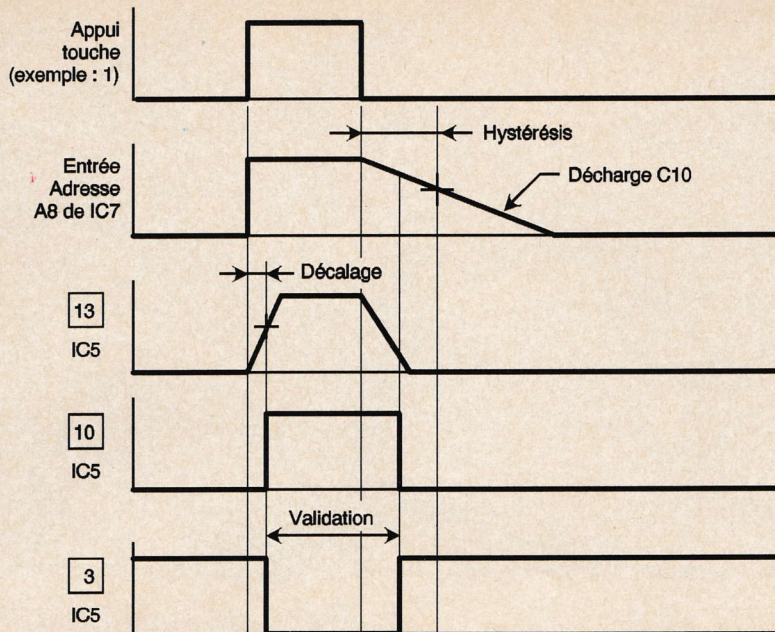 Appui
touche
(exemple : 1)
Hystérésis
Entrée
Adresse
A8 de IC7
Décharge C10
Décalage
13
IC5
10
IC5
Validation
3
IC5